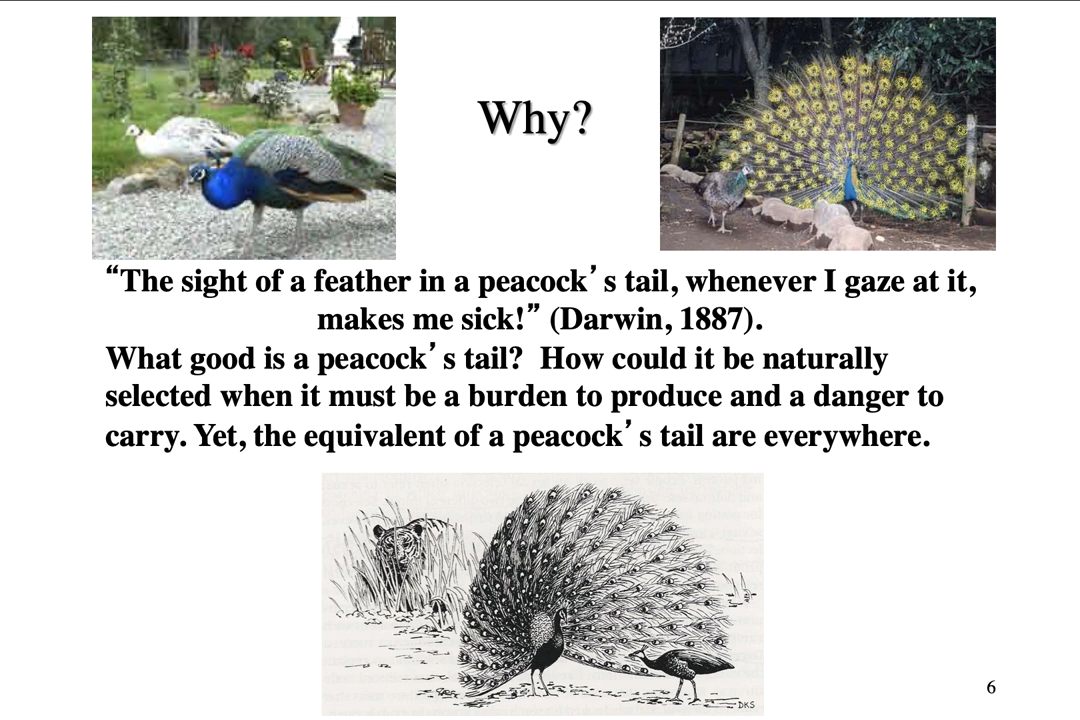 Why?
“The sight of a feather in a peacock’s tail, whenever I gaze at it,
makes me sick!” (Darwin, 1887).
What good is a peacock’s tail?  How could it be naturally
selected when it must be a burden to produce and a danger to
carry. Yet, the equivalent of a peacock’s tail are everywhere.
DKS
6